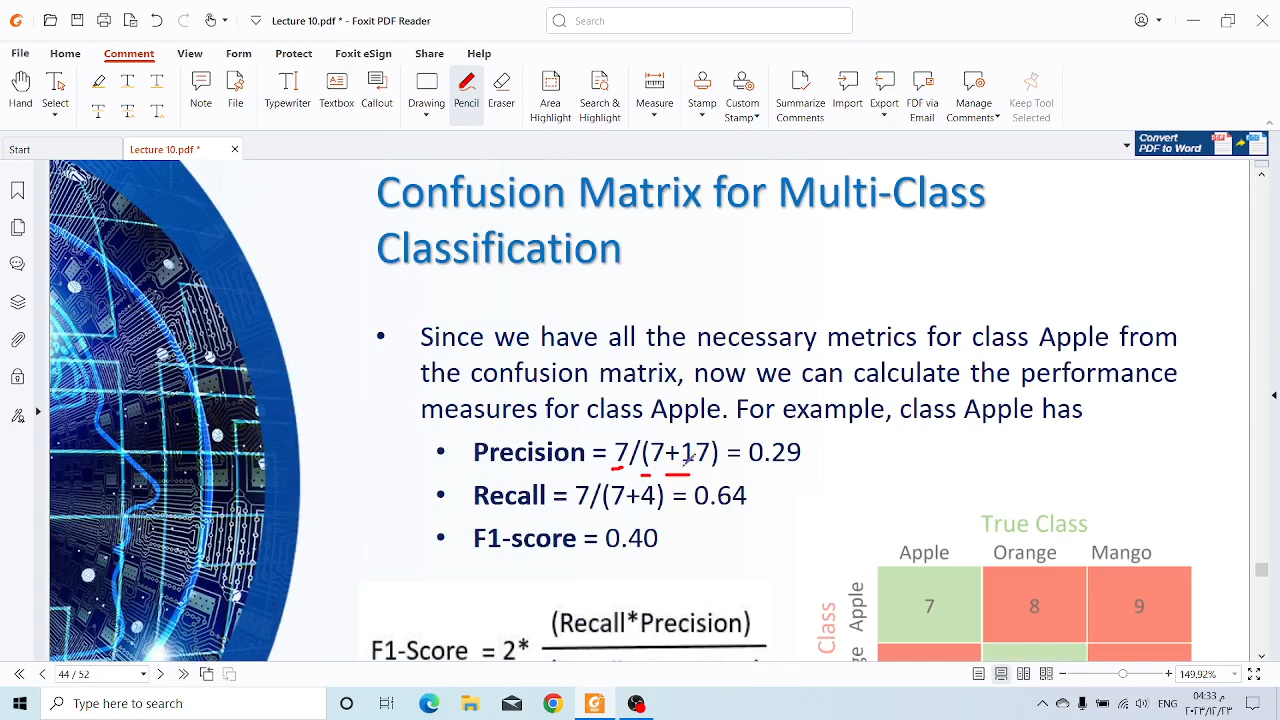 Lecture 10.pdf * - Foxit PDF Reader
Search
File Home Comment View Form Protect Foxit eSign Share Help
Hand Select Note File Typewriter Textbox Callout Drawing Pencil Eraser Area Highlight Search & Highlight Measure Stamp Custom Stamp Summarize Comments Import Export FDF via Email Manage Comments Keep Tool Selected
Start Lecture 10.pdf *
Convert
PDF to Word
Confusion Matrix for Multi-Class
Classification
• Since we have all the necessary metrics for class Apple from
the confusion matrix, now we can calculate the performance
measures for class Apple. For example, class Apple has
• Precision = 7/(7+17) = 0.29
• Recall = 7/(7+4) = 0.64
• F1-score = 0.40
True Class
Apple Orange Mango
Class
Apple
7 8 9
(Recall*Precision)
F1-Score = 2*
14 / 52
149.92%
Type here to search
04:33
ENG